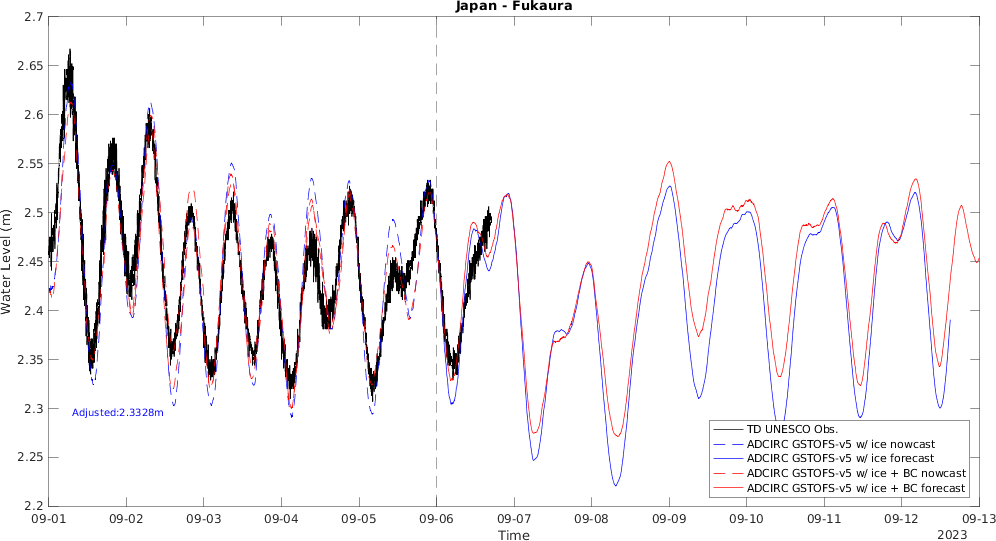 Japan - Fukaura
2.7
2.65
2.6
2.55
2.5
2.45
2.4
2.35
2.3
2.25
2.2
Water Level (m)
Adjusted:2.3328m
TD UNESCO Obs.
ADCIRC GSTOFS-v5 w/ ice nowcast
ADCIRC GSTOFS-v5 w/ ice forecast
ADCIRC GSTOFS-v5 w/ ice + BC nowcast
ADCIRC GSTOFS-v5 w/ ice + BC forecast
09-01 09-02 09-03 09-04 09-05 09-06 09-07 09-08 09-09 09-10 09-11 09-12 09-13
Time
2023